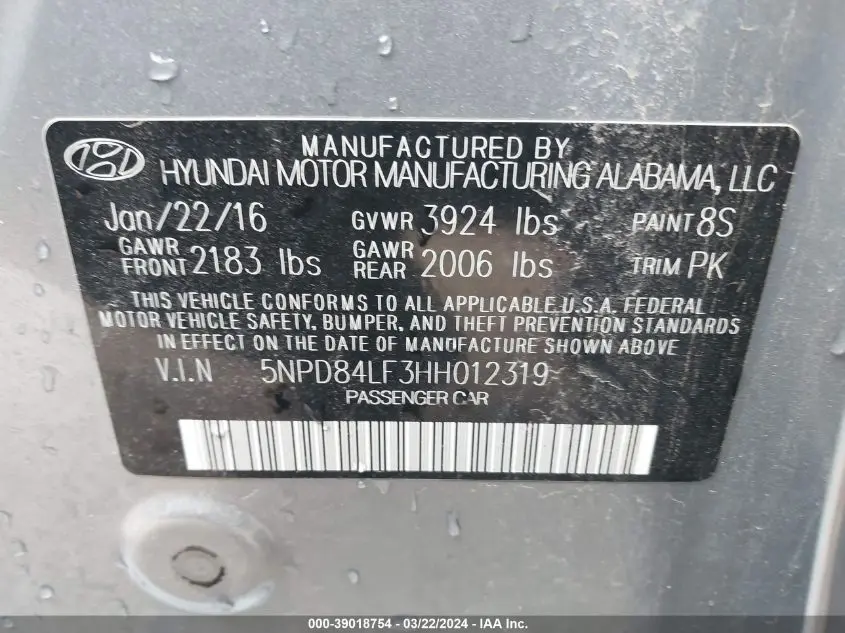 MANUFACTURED BY
HYUNDAI MOTOR MANUFACTURING ALABAMA, LLC
Jan/22/16 GVWR 3924 lbs PAINT 8S
GAWR FRONT 2183 lbs GAWR REAR 2006 lbs TRIM PK
THIS VEHICLE CONFORMS TO ALL APPLICABLE U.S.A. FEDERAL
MOTOR VEHICLE SAFETY, BUMPER, AND THEFT PREVENTION STANDARDS
IN EFFECT ON THE DATE OF MANUFACTURE SHOWN ABOVE.
V.I.N 5NPD84LF3HH012319
PASSENGER CAR
000-39018754 - 03/22/2024 - IAA Inc.